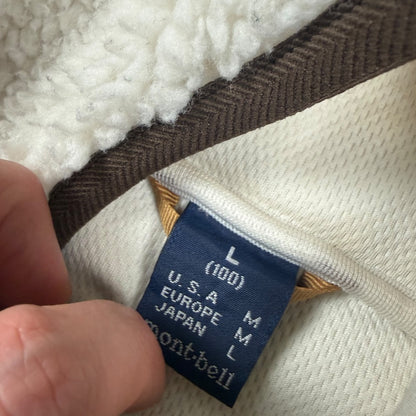 L
(100)
U.S.A M
EUROPE M
JAPAN L
mont-bell